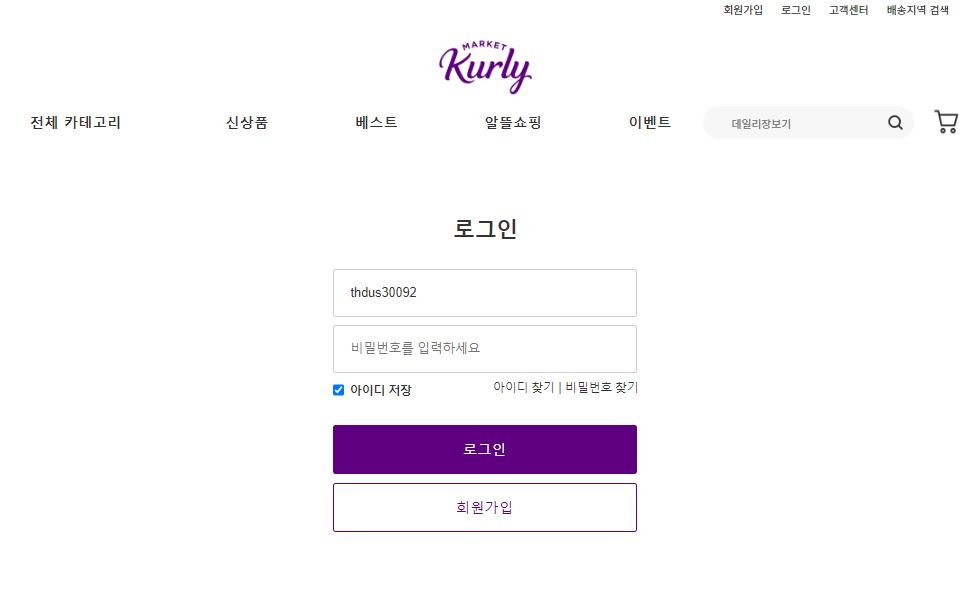 회원가입 로그인 고객센터 배송지역 검색
MARKET
Kurly
전체 카테고리 신상품 베스트 알뜰쇼핑 이벤트 데일리장보기
로그인
thdus30092
비밀번호를 입력하세요
아이디 저장 아이디 찾기 | 비밀번호 찾기
로그인
회원가입